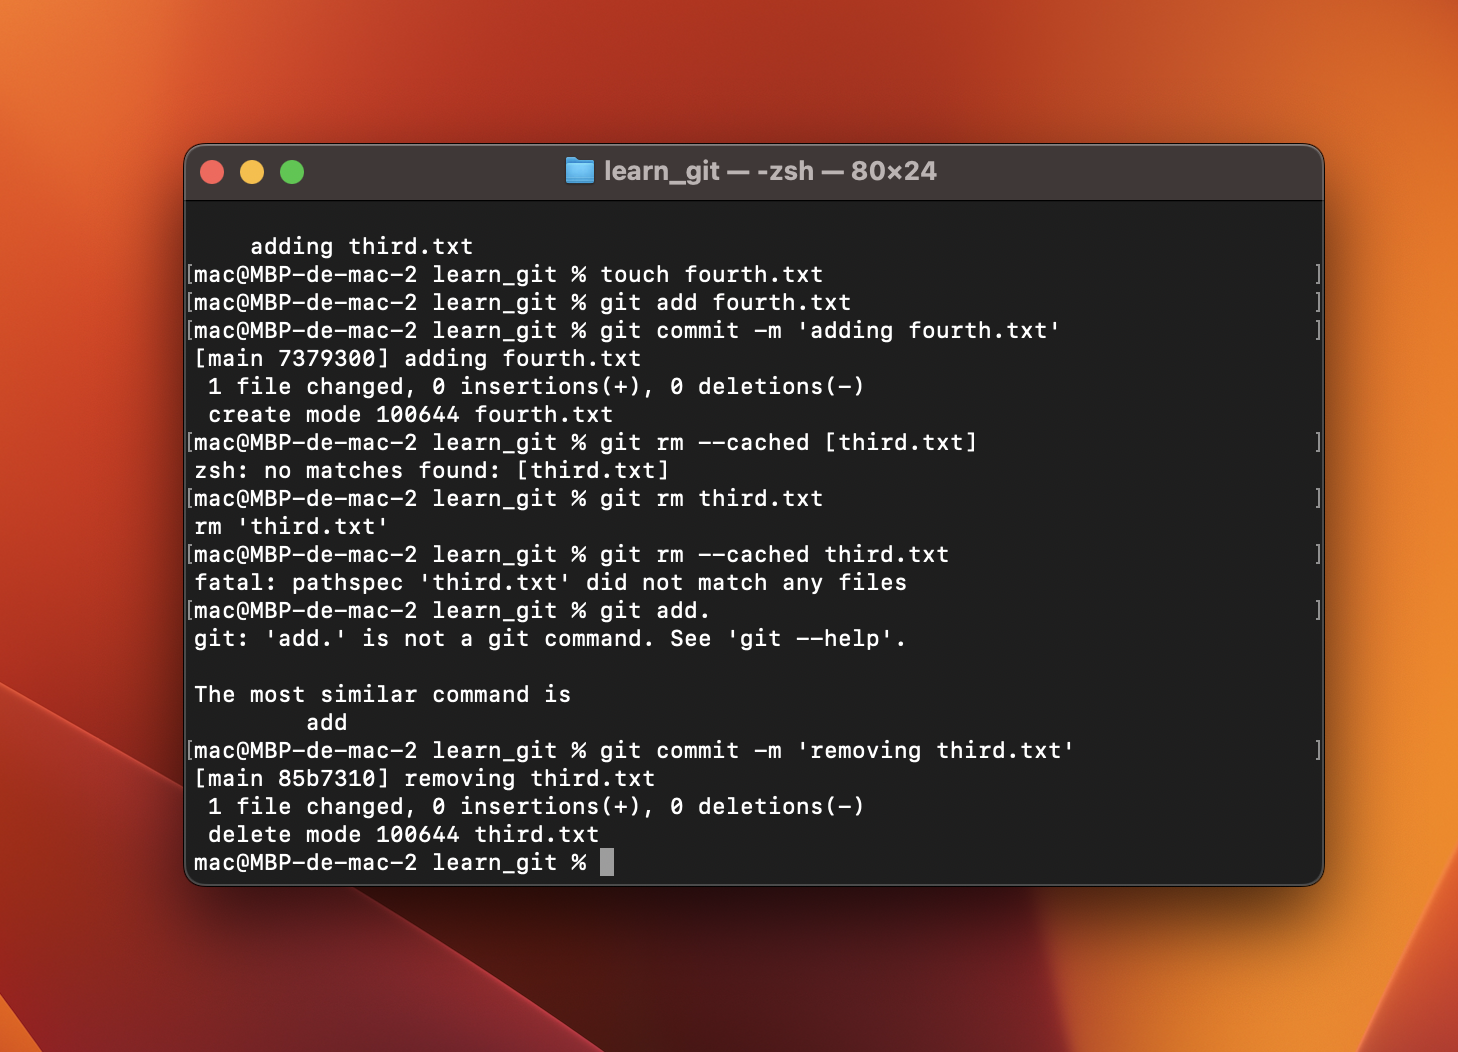 learn_git — -zsh — 80×24
    adding third.txt
[mac@MBP-de-mac-2 learn_git % touch fourth.txt ]
[mac@MBP-de-mac-2 learn_git % git add fourth.txt ]
[mac@MBP-de-mac-2 learn_git % git commit -m 'adding fourth.txt' ]
[main 7379300] adding fourth.txt
 1 file changed, 0 insertions(+), 0 deletions(-)
 create mode 100644 fourth.txt
[mac@MBP-de-mac-2 learn_git % git rm --cached [third.txt] ]
zsh: no matches found: [third.txt]
[mac@MBP-de-mac-2 learn_git % git rm third.txt ]
rm 'third.txt'
[mac@MBP-de-mac-2 learn_git % git rm --cached third.txt ]
fatal: pathspec 'third.txt' did not match any files
[mac@MBP-de-mac-2 learn_git % git add. ]
git: 'add.' is not a git command. See 'git --help'.

The most similar command is
        add
[mac@MBP-de-mac-2 learn_git % git commit -m 'removing third.txt' ]
[main 85b7310] removing third.txt
 1 file changed, 0 insertions(+), 0 deletions(-)
 delete mode 100644 third.txt
mac@MBP-de-mac-2 learn_git %